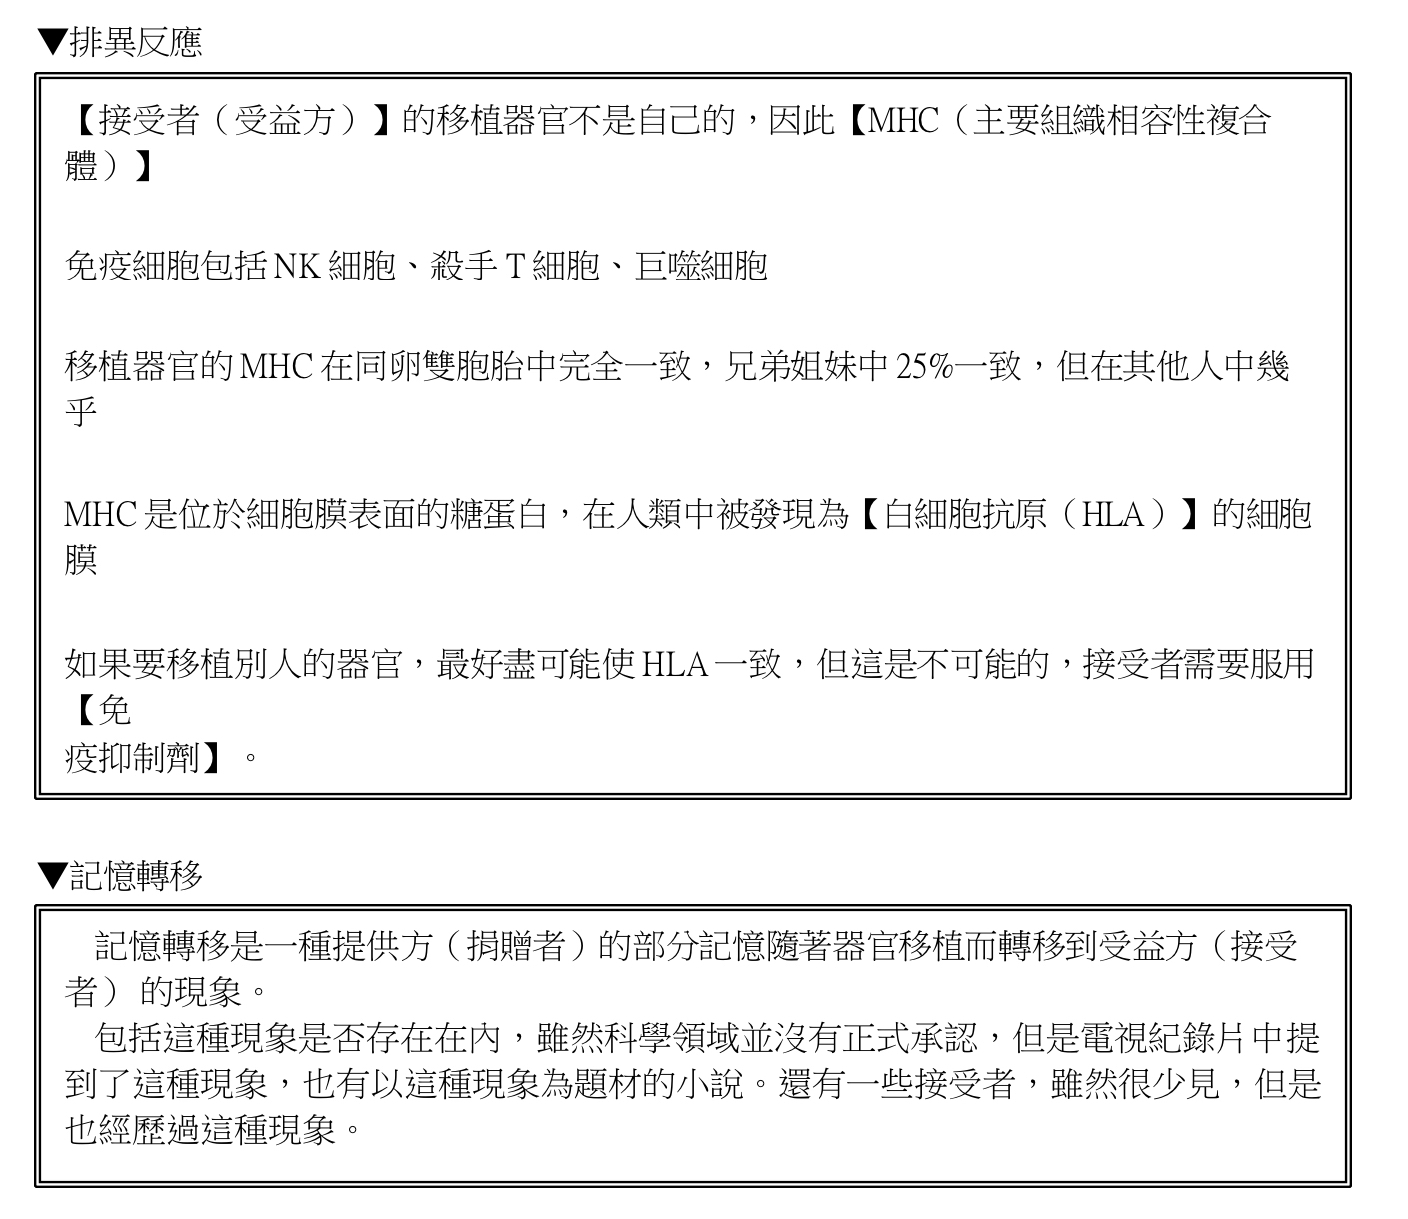 ▼排異反應
【接受者（受益方）】的移植器官不是自己的，因此【MHC（主要組織相容性複合
體）】
免疫細胞包括 NK 細胞、殺手 T 細胞、巨噬細胞
移植器官的 MHC 在同卵雙胞胎中完全一致，兄弟姐妹中 25%一致，但在其他人中幾
乎
MHC 是位於細胞膜表面的糖蛋白，在人類中被發現為【白細胞抗原（HLA）】的細胞
膜
如果要移植別人的器官，最好盡可能使 HLA 一致，但這是不可能的，接受者需要服用
【免
疫抑制劑】。
▼記憶轉移
記憶轉移是一種提供方（捐贈者）的部分記憶隨著器官移植而轉移到受益方（接受
者） 的現象。
包括這種現象是否存在在內，雖然科學領域並沒有正式承認，但是電視紀錄片中提
到了這種現象，也有以這種現象為題材的小說。還有一些接受者，雖然很少見，但是
也經歷過這種現象。